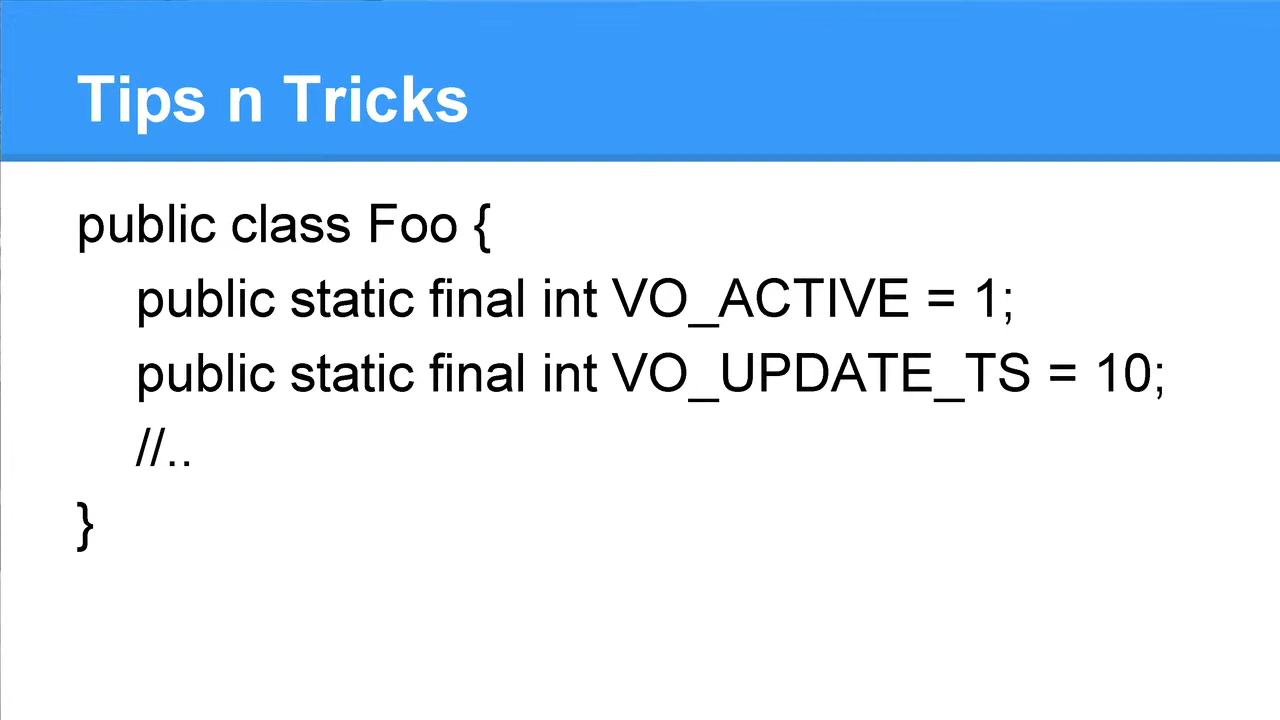 Tips n Tricks
public class Foo {
public static final int VO_ACTIVE = 1;
public static final int VO_UPDATE_TS = 10;
//..
}